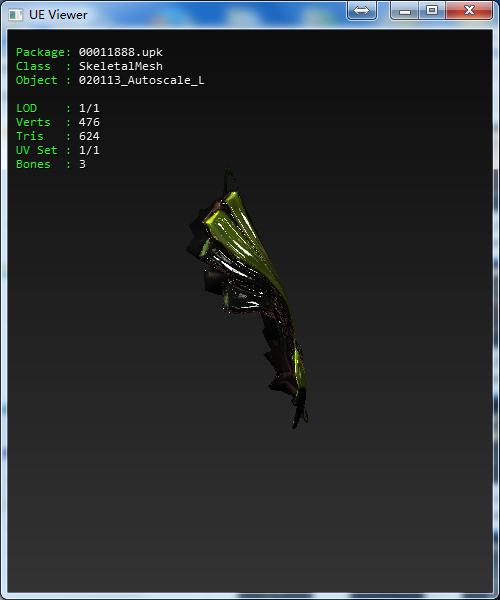 UE Viewer
Package: 00011888.upk
Class  : SkeletalMesh
Object : 020113_Autoscale_L
LOD    : 1/1
Verts  : 476
Tris   : 624
UV Set : 1/1
Bones  : 3